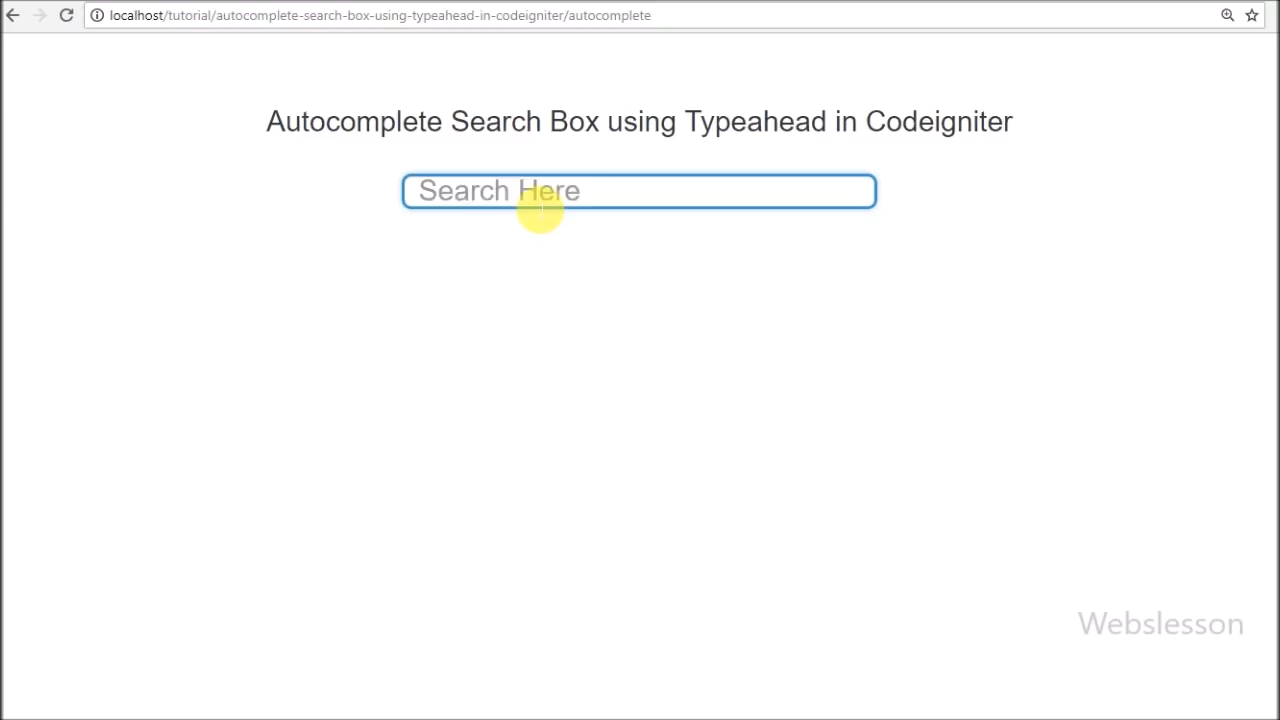 localhost/tutorial/autocomplete-search-box-using-typeahead-in-codeigniter/autocomplete
Autocomplete Search Box using Typeahead in Codeigniter
Search Here
Webslesson